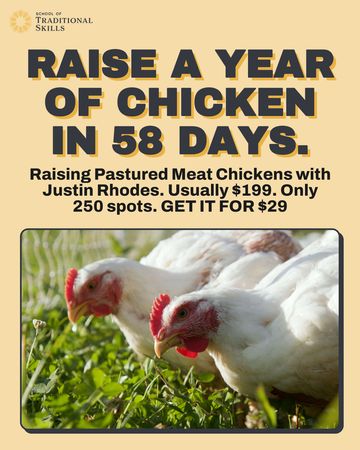 SCHOOL OF
TRADITIONAL
SKILLS
RAISE A YEAR
OF CHICKEN
IN 58 DAYS.
Raising Pastured Meat Chickens with
Justin Rhodes. Usually $199. Only
250 spots. GET IT FOR $29